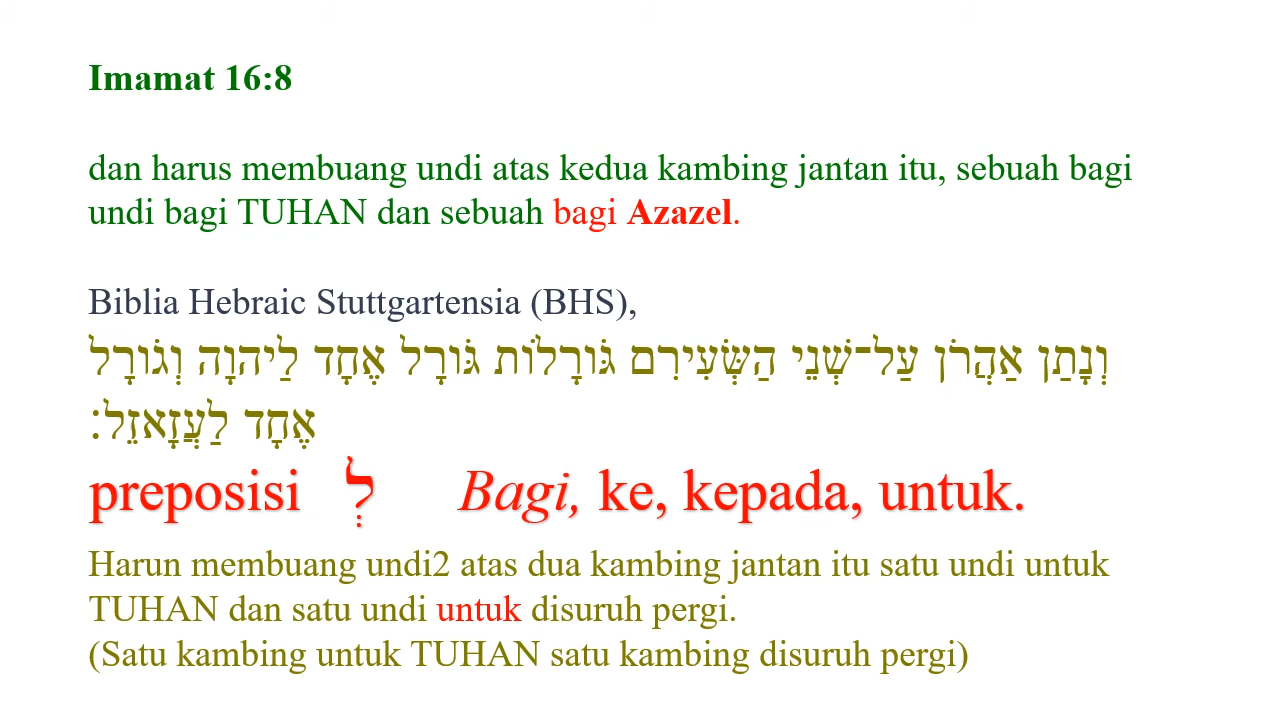 Imamat 16:8
dan harus membuang undi atas kedua kambing jantan itu, sebuah bagi
undi bagi TUHAN dan sebuah bagi Azazel.
Biblia Hebraic Stuttgartensia (BHS),
וְנָתַן אַהֲרֹן עַל־שְׁנֵי הַשְּׂעִירִם גֹּורָלֹות גֹּורָל אֶחָד לַיהוָה וְגֹורָל
אֶחָד לַעֲזָאזֵל׃
preposisi לְ Bagi, ke, kepada, untuk.
Harun membuang undi2 atas dua kambing jantan itu satu undi untuk
TUHAN dan satu undi untuk disuruh pergi.
(Satu kambing untuk TUHAN satu kambing disuruh pergi)